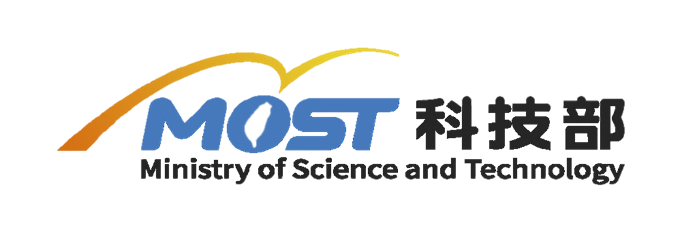 MOST 科技部
Ministry of Science and Technology